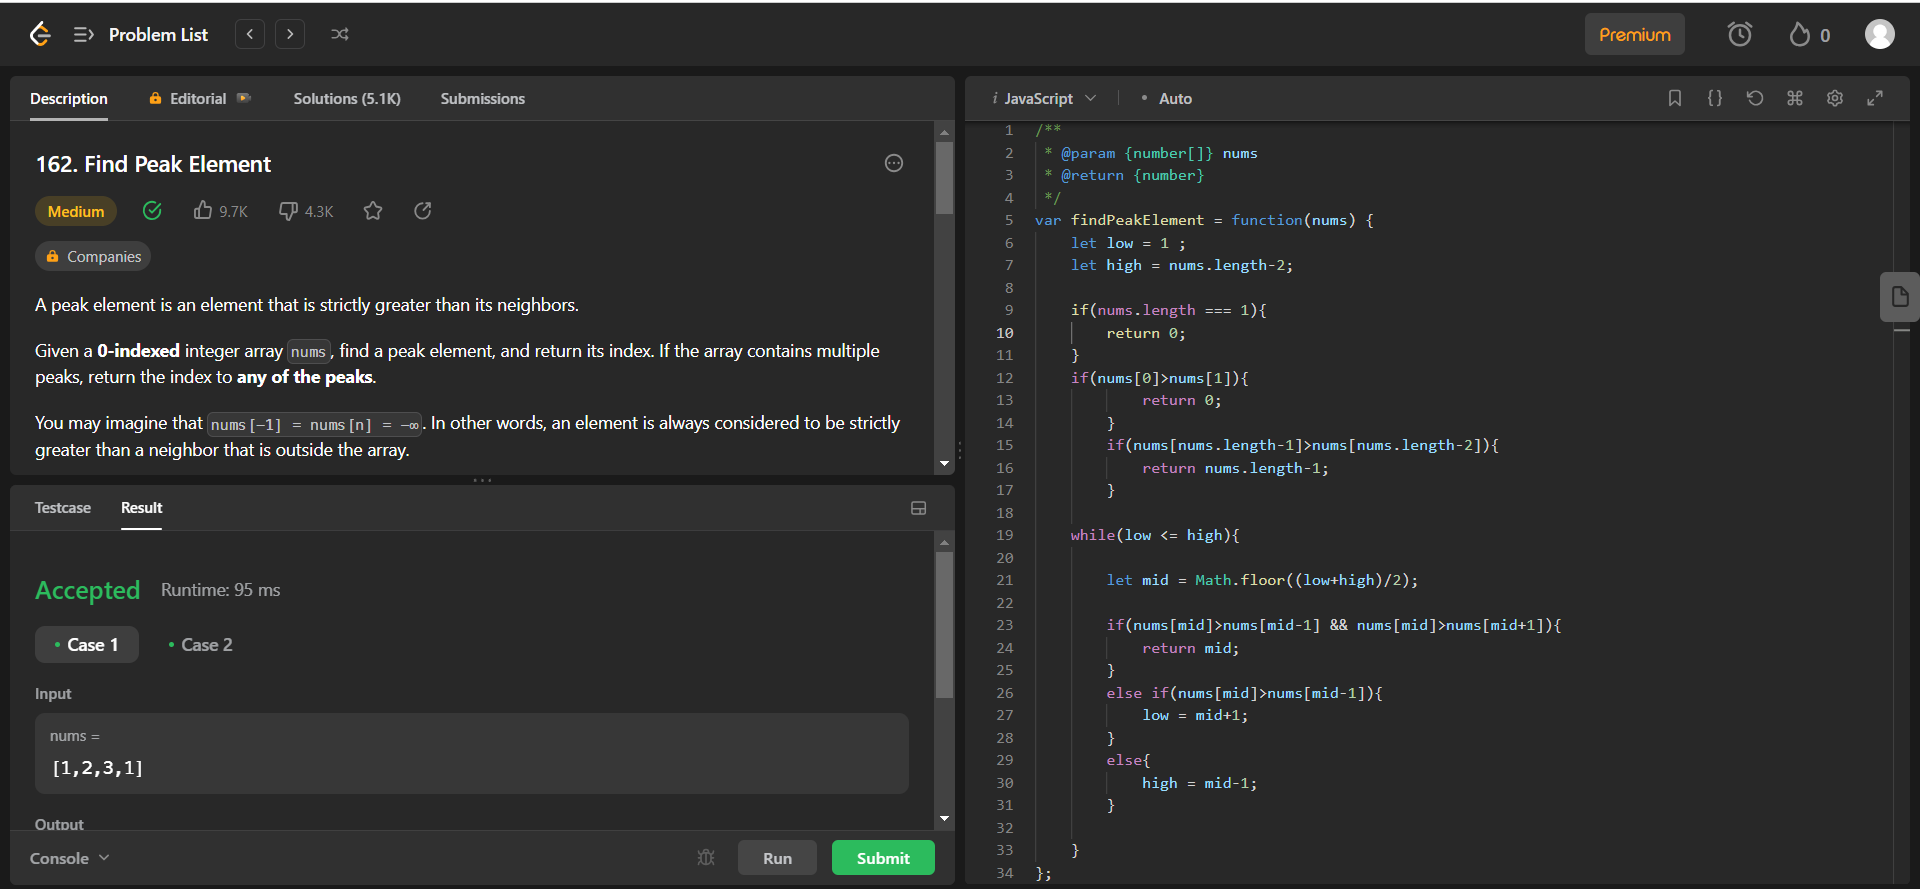 Problem List
Premium
0
Description
Editorial
Solutions (5.1K)
Submissions
162. Find Peak Element
Medium
9.7K
4.3K
Companies
A peak element is an element that is strictly greater than its neighbors.
Given a 0-indexed integer array nums, find a peak element, and return its index. If the array contains multiple
peaks, return the index to any of the peaks.
You may imagine that nums[-1] = nums[n] = -∞. In other words, an element is always considered to be strictly
greater than a neighbor that is outside the array.
Testcase
Result
Accepted
Runtime: 95 ms
• Case 1
• Case 2
Input
nums =
[1,2,3,1]
Output
Console
Run
Submit
i JavaScript
• Auto
1 /**
2  * @param {number[]} nums
3  * @return {number}
4  */
5 var findPeakElement = function(nums) {
6     let low = 1 ;
7     let high = nums.length-2;
8
9     if(nums.length === 1){
10         return 0;
11     }
12     if(nums[0]>nums[1]){
13             return 0;
14         }
15         if(nums[nums.length-1]>nums[nums.length-2]){
16             return nums.length-1;
17         }
18
19     while(low <= high){
20
21         let mid = Math.floor((low+high)/2);
22
23         if(nums[mid]>nums[mid-1] && nums[mid]>nums[mid+1]){
24             return mid;
25         }
26         else if(nums[mid]>nums[mid-1]){
27             low = mid+1;
28         }
29         else{
30             high = mid-1;
31         }
32
33     }
34 };